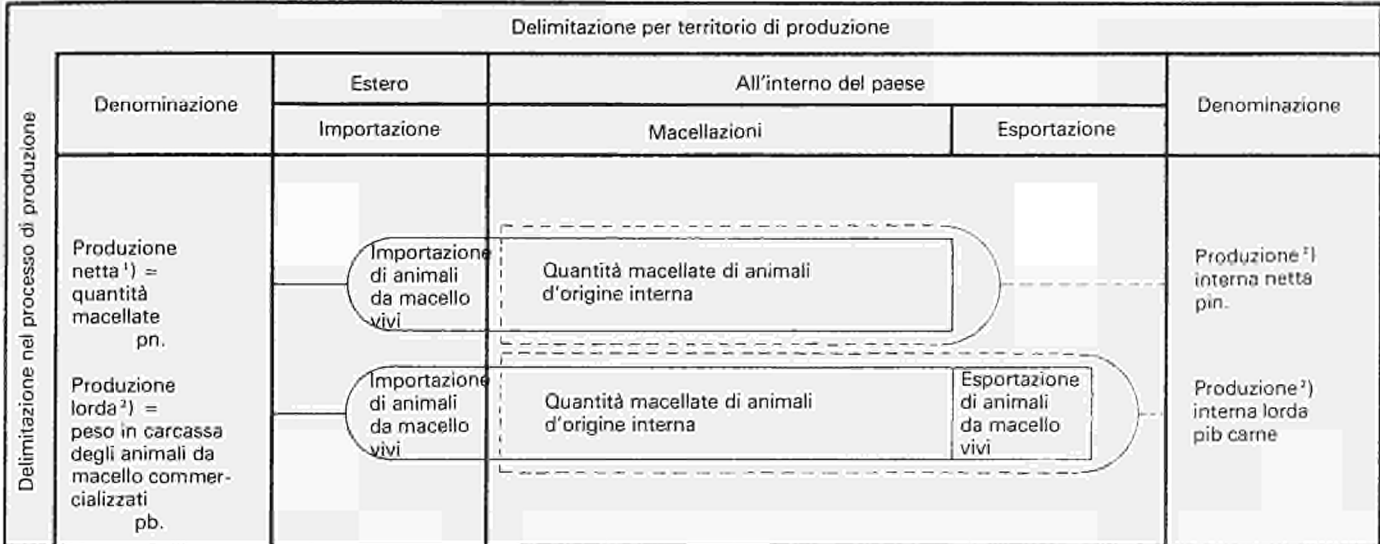 Delimitazione per territorio di produzione
Delimitazione nel processo di produzione
Denominazione
Estero
All'interno del paese
Denominazione
Importazione
Macellazioni
Esportazione
Produzione
netta ¹) =
quantità
macellate
pn.
Importazione
di animali
da macello
vivi
Quantità macellate di animali
d'origine interna
Produzione ²)
interna netta
pin.
Produzione
lorda ²) =
peso in carcassa
degli animali da
macello commer-
cializzati
pb.
Importazione
di animali
da macello
vivi
Quantità macellate di animali
d'origine interna
Esportazione
di animali
da macello
vivi
Produzione ²)
interna lorda
pib carne